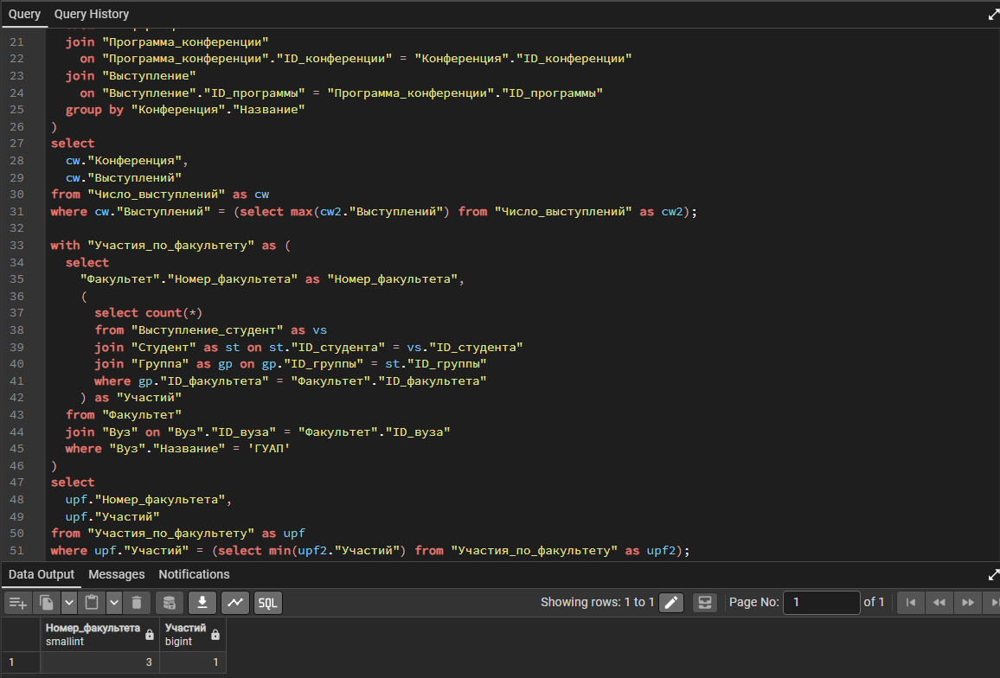 Query Query History
21 join "Программа_конференции"
22 on "Программа_конференции"."ID_конференции" = "Конференция"."ID_конференции"
23 join "Выступление"
24 on "Выступление"."ID_программы" = "Программа_конференции"."ID_программы"
25 group by "Конференция"."Название"
26 )
27 select
28 cw."Конференция",
29 cw."Выступлений"
30 from "Число_выступлений" as cw
31 where cw."Выступлений" = (select max(cw2."Выступлений") from "Число_выступлений" as cw2);
32
33 with "Участия_по_факультету" as (
34 select
35 "Факультет"."Номер_факультета" as "Номер_факультета",
36 (
37 select count(*)
38 from "Выступление_студент" as vs
39 join "Студент" as st on st."ID_студента" = vs."ID_студента"
40 join "Группа" as gp on gp."ID_группы" = st."ID_группы"
41 where gp."ID_факультета" = "Факультет"."ID_факультета"
42 ) as "Участий"
43 from "Факультет"
44 join "Вуз" on "Вуз"."ID_вуза" = "Факультет"."ID_вуза"
45 where "Вуз"."Название" = 'ГУАП'
46 )
47 select
48 upf."Номер_факультета",
49 upf."Участий"
50 from "Участия_по_факультету" as upf
51 where upf."Участий" = (select min(upf2."Участий") from "Участия_по_факультету" as upf2);
Data Output Messages Notifications
SQL Showing rows: 1 to 1 Page No: 1 of 1
Номер_факультета Участий
smallint bigint
1 3 1